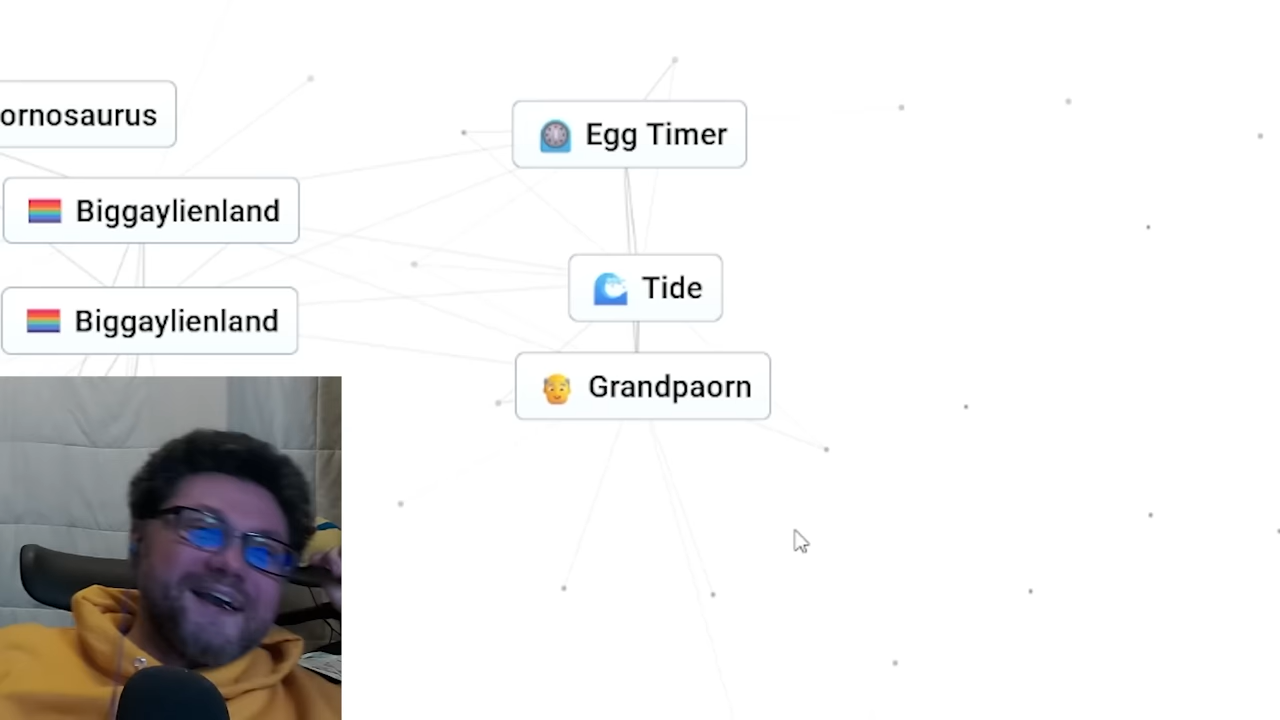 ornosaurus
Egg Timer
Biggaylienland
Tide
Biggaylienland
Grandpaorn